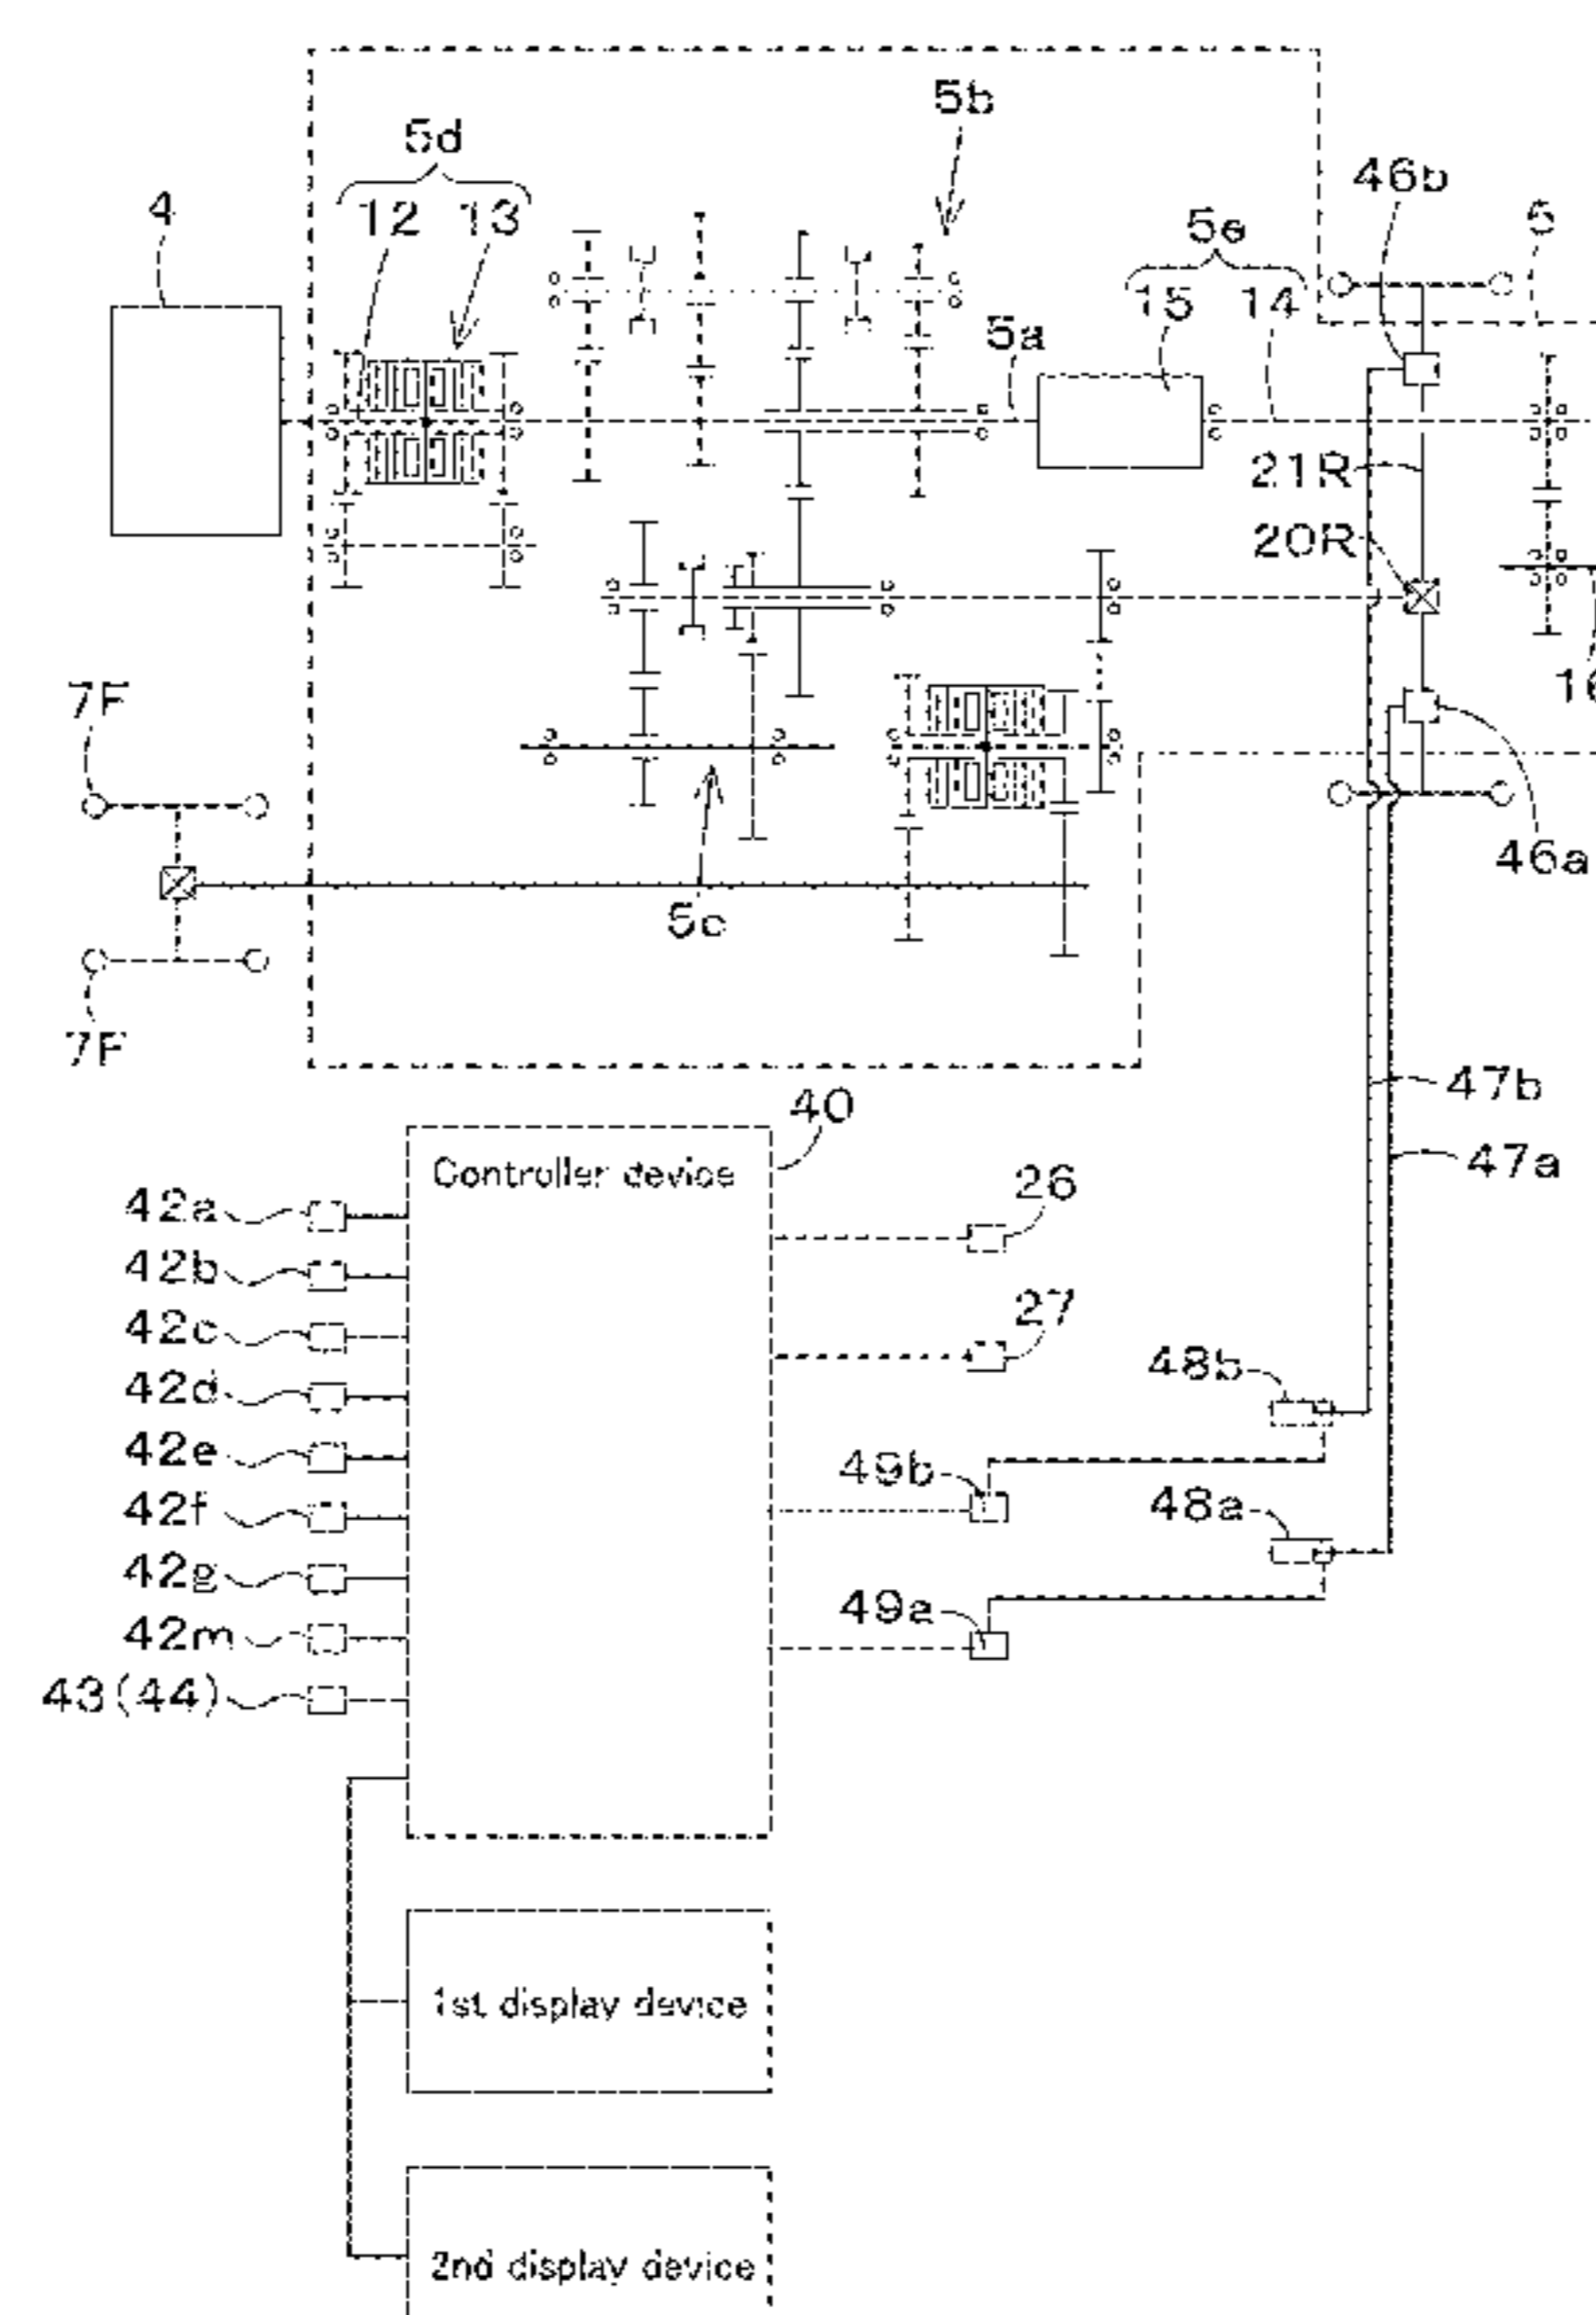 5b
5d
46b
4
12
13
5
5e
15
14
5a
21R
20R
7F
16
46a
5c
7F
47b
40
Controller device
47a
26
42a
42b
27
42c
48b
42d
42e
49b
48a
42f
42g
49a
42m
43(44)
1st display device
2nd display device